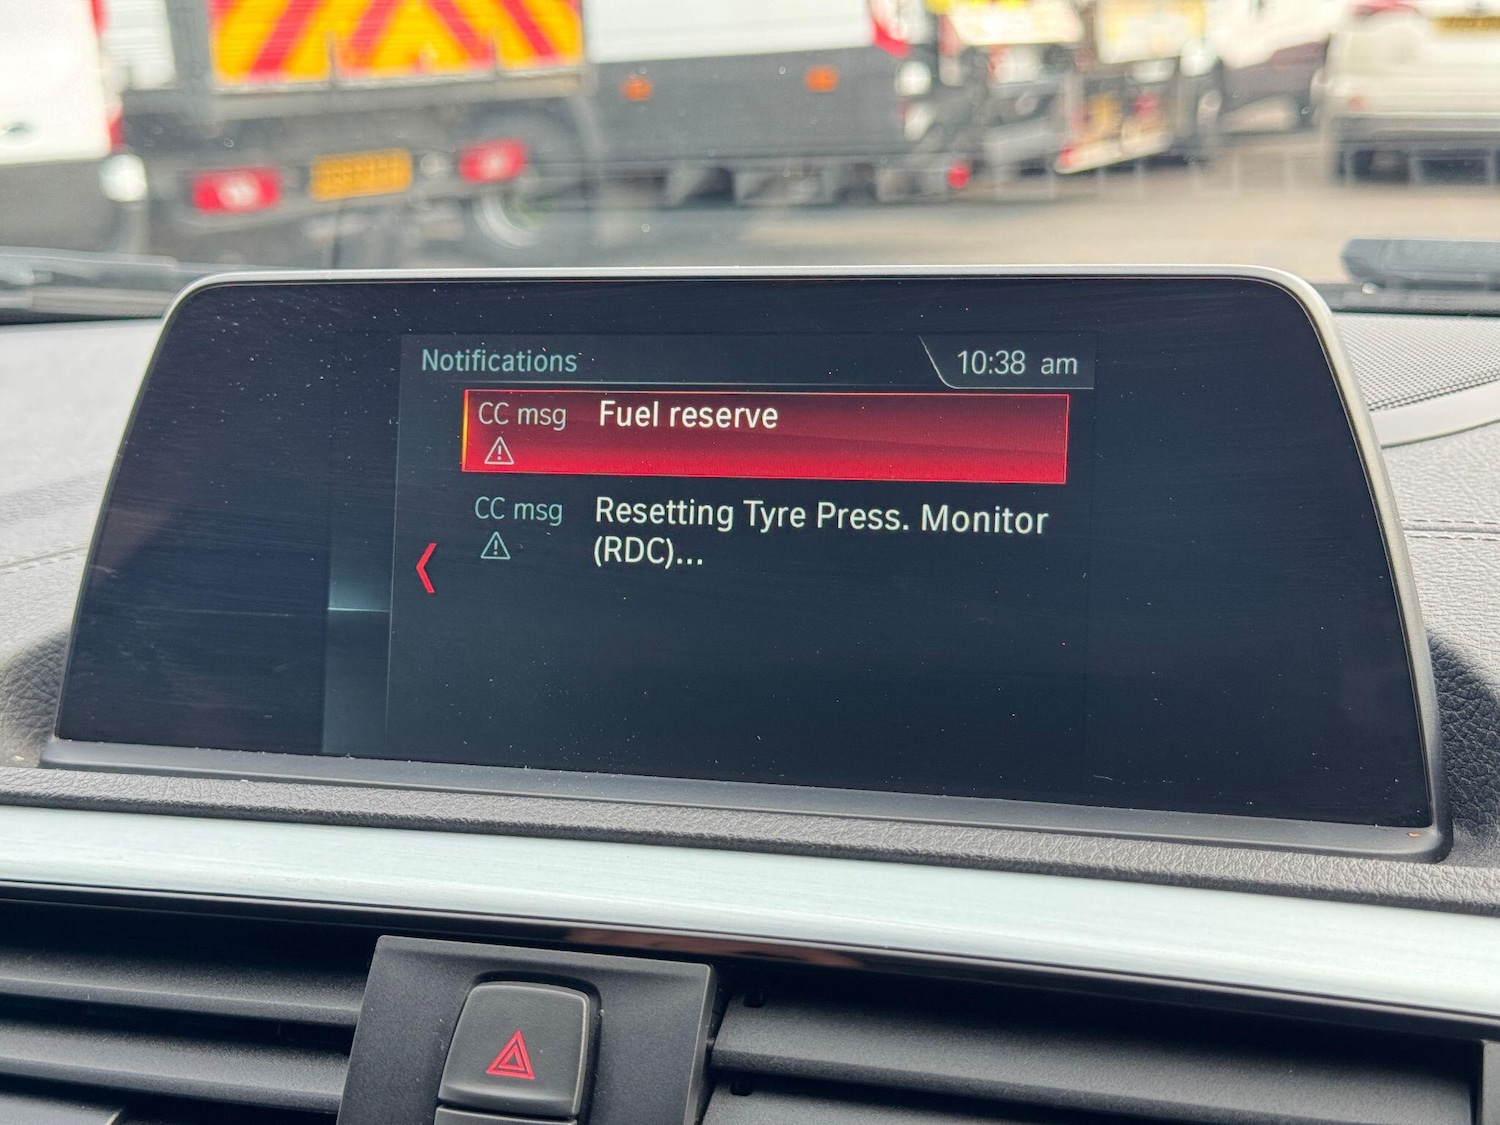 Notifications 10:38 am
CC msg Fuel reserve
CC msg Resetting Tyre Press. Monitor
(RDC)...